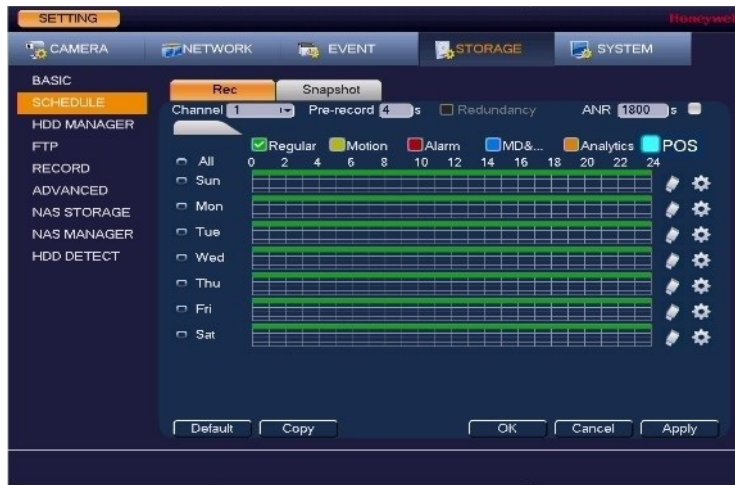 SETTING
Honeywell
CAMERA NETWORK EVENT STORAGE SYSTEM
BASIC
SCHEDULE
HDD MANAGER
FTP
RECORD
ADVANCED
NAS STORAGE
NAS MANAGER
HDD DETECT
Rec Snapshot
Channel 1 Pre-record 4 s Redundancy ANR 1800 s
Regular Motion Alarm MD&... Analytics POS
All 0 2 4 6 8 10 12 14 16 18 20 22 24
Sun
Mon
Tue
Wed
Thu
Fri
Sat
Default Copy OK Cancel Apply